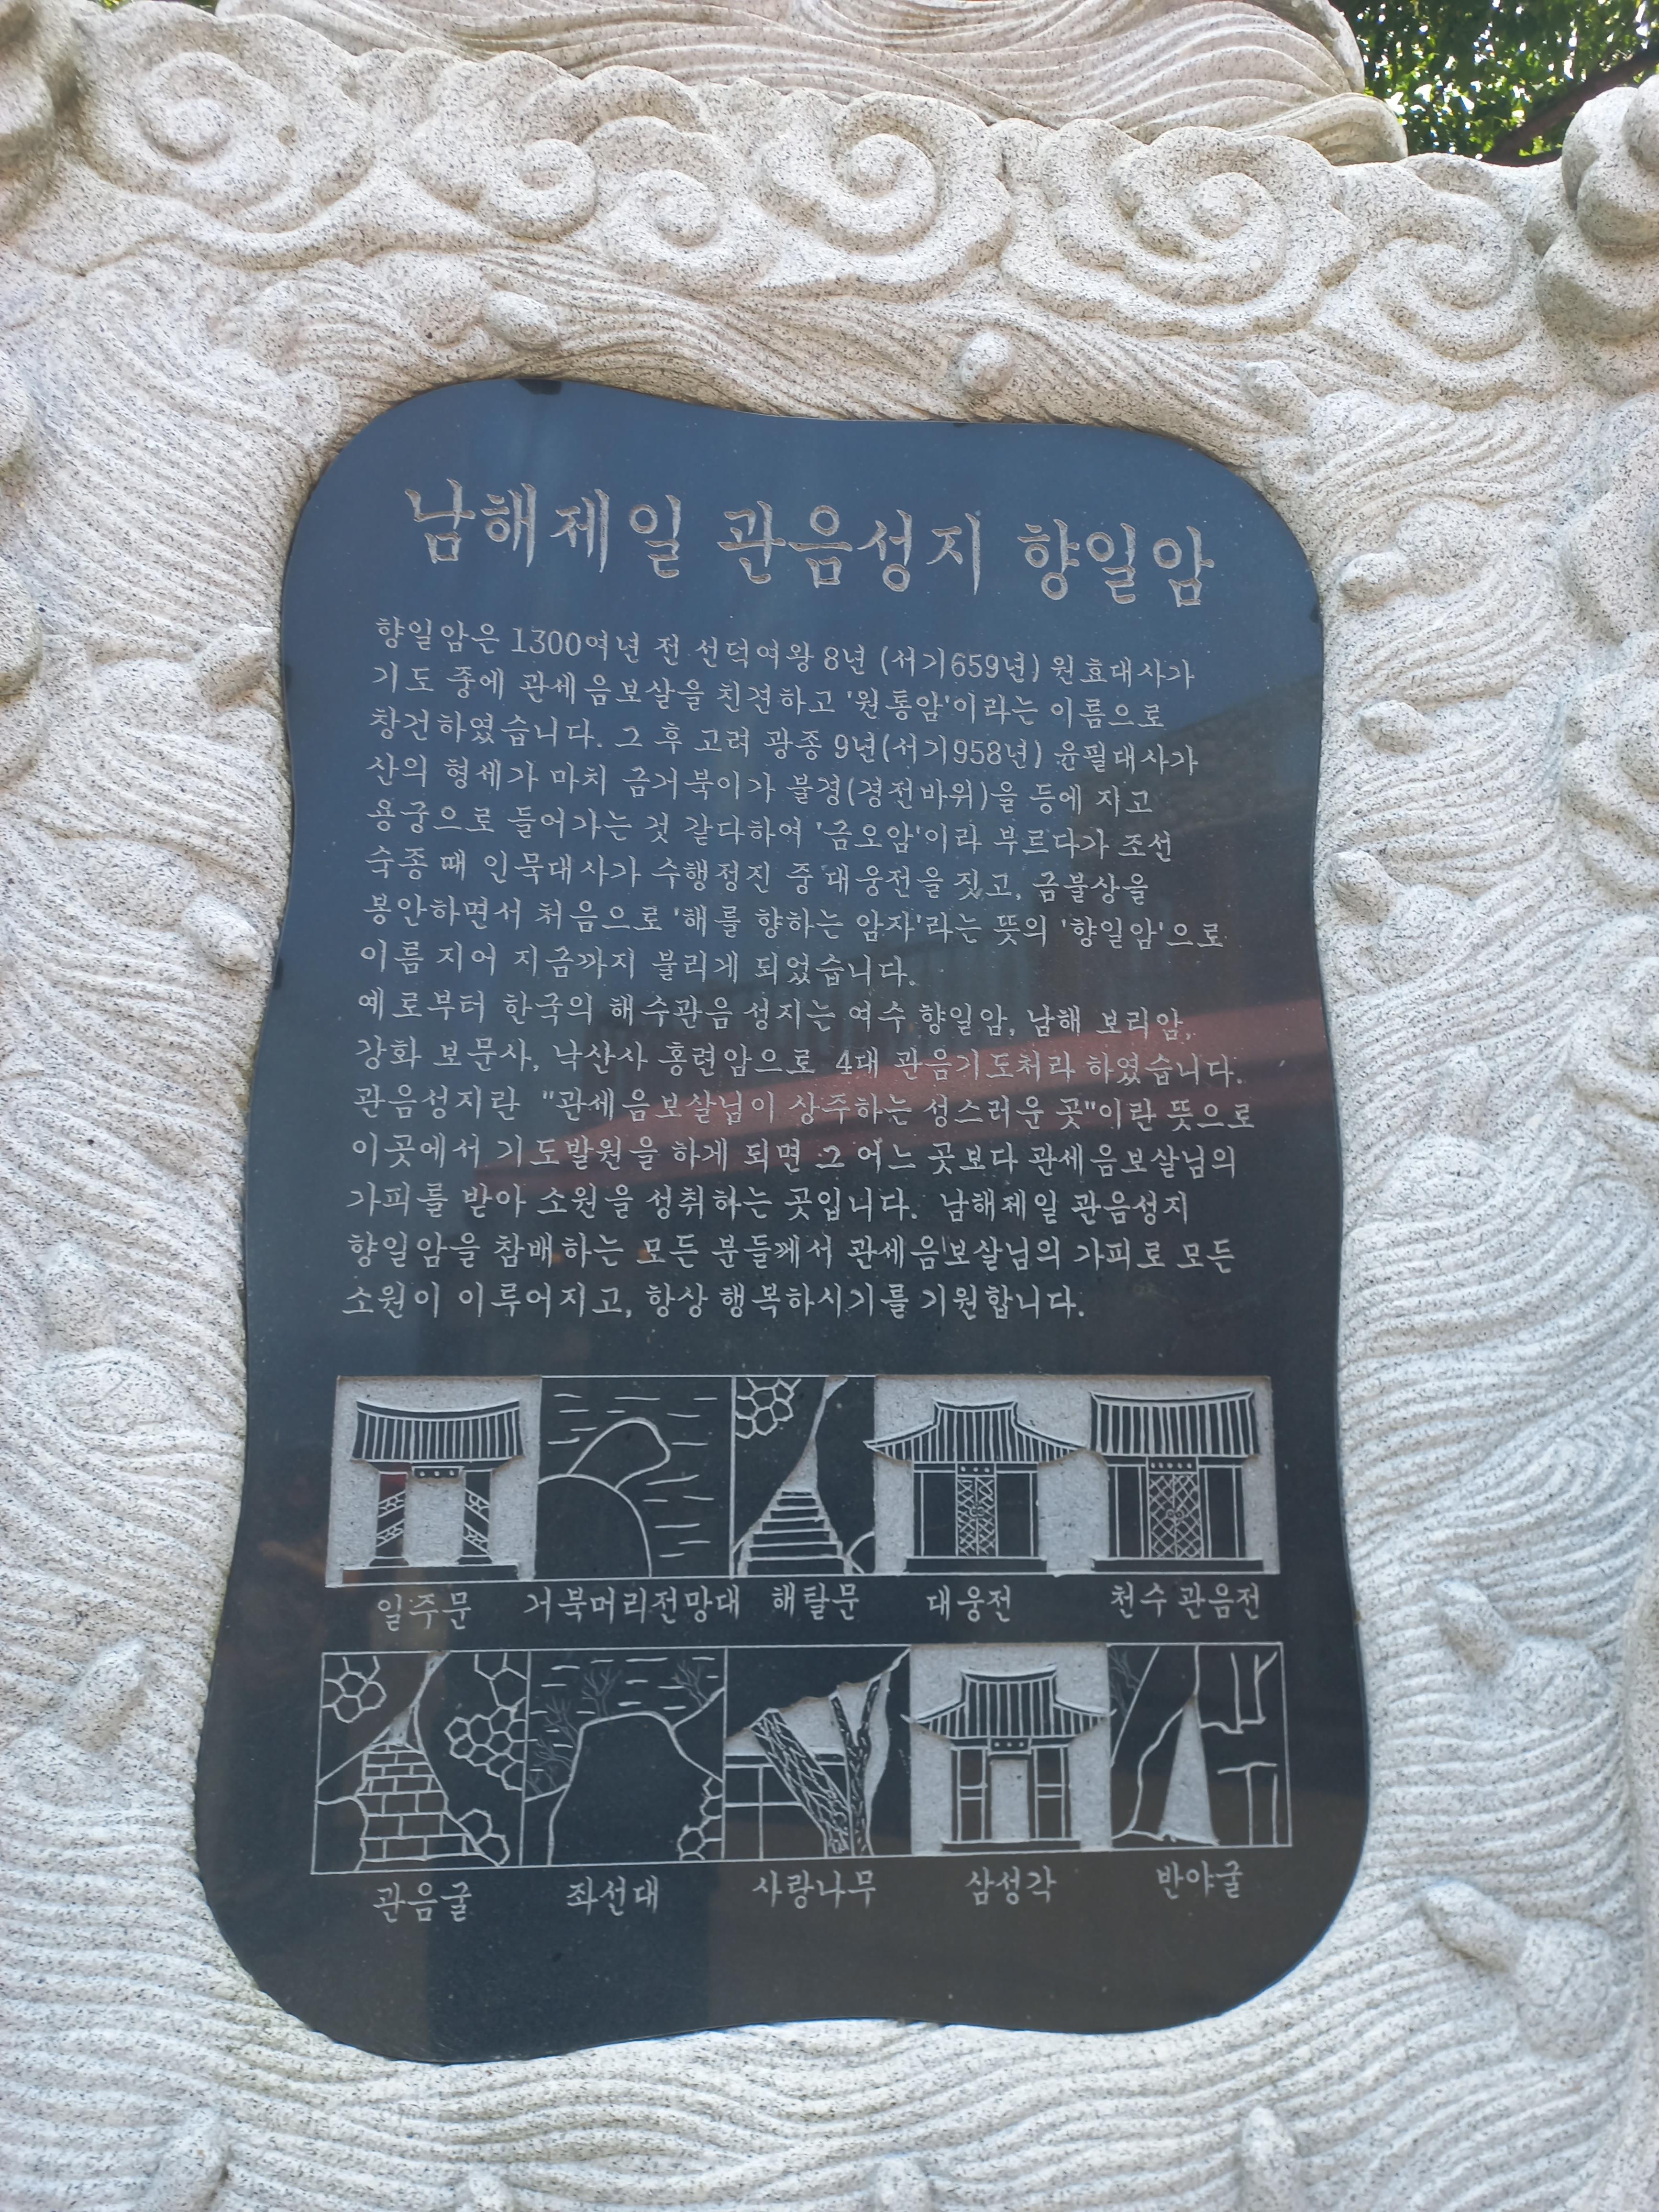 남해제일 관음성지 향일암
향일암은 1300여년 전 선덕여왕 8년 (서기659년) 원효대사가
기도 중에 관세음보살을 친견하고 '원통암'이라는 이름으로
창건하였습니다. 그 후 고려 광종 9년(서기958년) 윤필대사가
산의 형세가 마치 금거북이가 불경(경전바위)을 등에 지고
용궁으로 들어가는 것 같다하여 '금오암'이라 부르다가 조선
숙종 때 인묵대사가 수행정진 중 대웅전을 짓고, 금불상을
봉안하면서 처음으로 '해를 향하는 암자'라는 뜻의 '향일암'으로
이름 지어 지금까지 불리게 되었습니다.
예로부터 한국의 해수관음 성지는 여수 향일암, 남해 보리암,
강화 보문사, 낙산사 홍련암으로 4대 관음기도처라 하였습니다.
관음성지란 "관세음보살님이 상주하는 성스러운 곳"이란 뜻으로
이곳에서 기도발원을 하게 되면 그 어느 곳보다 관세음보살님의
가피를 받아 소원을 성취하는 곳입니다. 남해제일 관음성지
향일암을 참배하는 모든 분들께서 관세음보살님의 가피로 모든
소원이 이루어지고, 항상 행복하시기를 기원합니다.
일주문 거북머리전망대 해탈문 대웅전 천수관음전
관음굴 좌선대 사랑나무 삼성각 반야굴